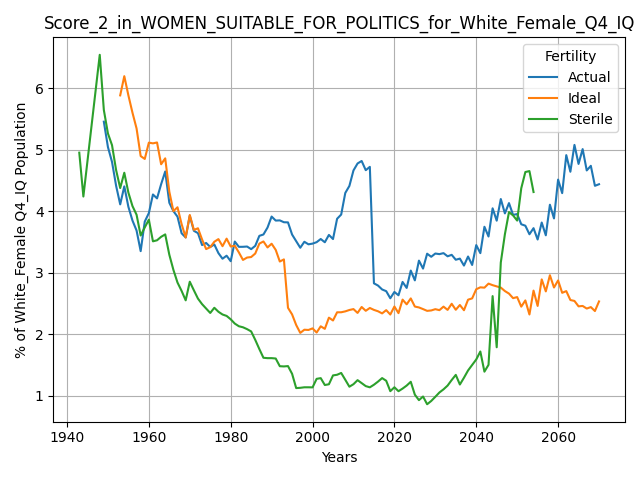 Score_2_in_WOMEN_SUITABLE_FOR_POLITICS_for_White_Female_Q4_IQ
Fertility
Actual
Ideal
Sterile
% of White_Female Q4_IQ Population
6
5
4
3
2
1
1940 1960 1980 2000 2020 2040 2060
Years